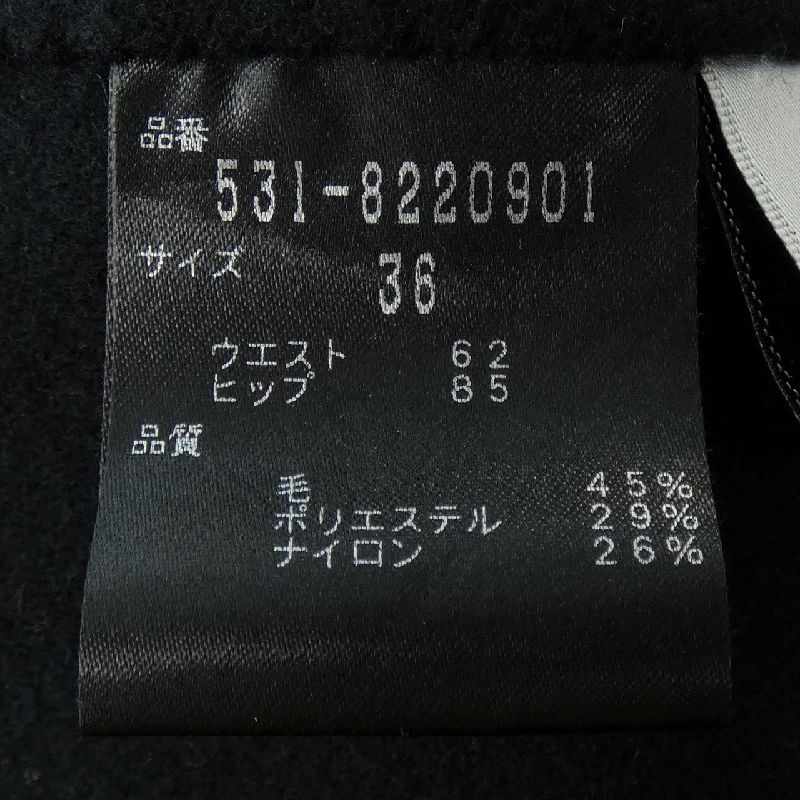 品番
531-8220901
サイズ 36
ウエスト 62
ヒップ 85
品質
毛 45%
ポリエステル 29%
ナイロン 26%